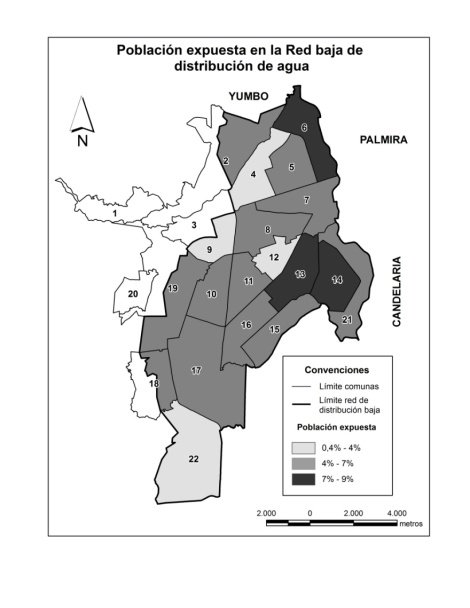 Población expuesta en la Red baja de
distribución de agua
YUMBO
N
6
PALMIRA
2
5
4
7
1
3
8
9
12
13
14
CANDELARIA
20
19
10
11
21
16
15
17
18
22
Convenciones
Límite comunas
Límite red de
distribución baja
Población expuesta
0,4% - 4%
4% - 7%
7% - 9%
2.000 0 2.000 4.000
metros